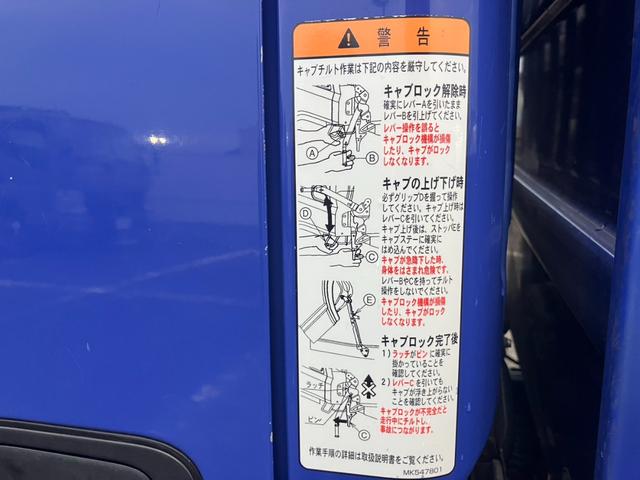 警告
キャブチルト作業は下記の内容を厳守してください。
キャブロック解除時
確実にレバーAを引いたまま
レバーBを引上げてください。
レバー操作を誤ると
キャブロック機構が損傷
したり、キャブがロック
しなくなります。
A
B
キャブの上げ下げ時
必ずグリップDを握って操作
してください。キャブ上げ時は
レバーCを引いてください。
キャブ上げ後は、ストッパEを
キャブステーに確実に
はめ込んでください。
キャブが急降下した時、
身体をはさまれ危険です。
レバーBやCを持ってチルト
操作をしないでください。
キャブロック機構が損傷
したり、キャブがロック
しなくなります。
D
C
E
キャブロック完了後
1)ラッチがピンに確実に
掛かっていることを
確認してください。
2)レバーCを引いても
キャブが浮き上がらない
ことを確認してください。
キャブロックが不完全だと
走行中にチルトし、
事故につながります。
ラッチ
ピン
C
作業手順の詳細は取扱説明書をご覧ください。
MK547801